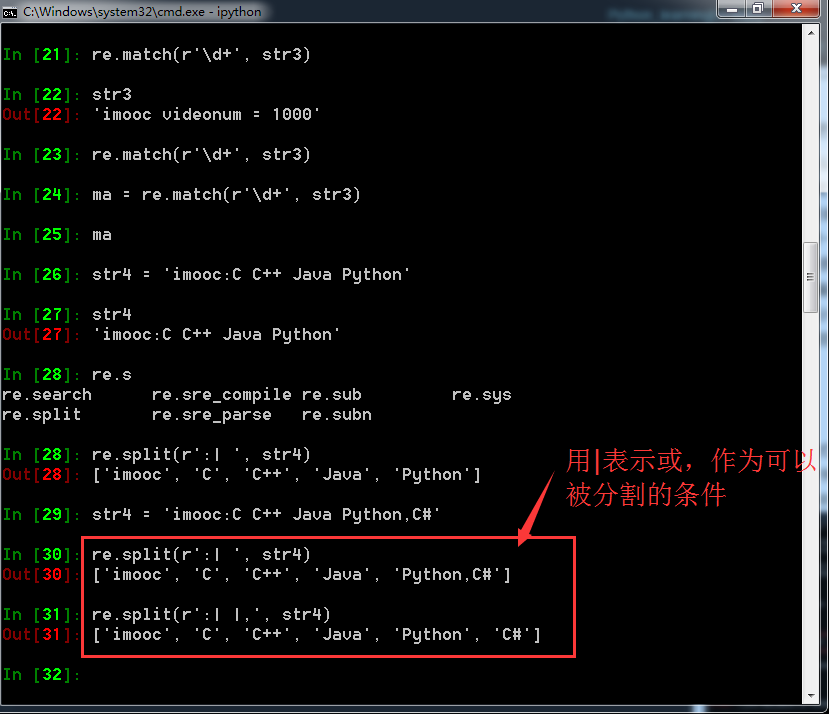 C:\Windows\system32\cmd.exe - ipython
In [21]: re.match(r'\d+', str3)
In [22]: str3
Out[22]: 'imooc videonum = 1000'
In [23]: re.match(r'\d+', str3)
In [24]: ma = re.match(r'\d+', str3)
In [25]: ma
In [26]: str4 = 'imooc:C C++ Java Python'
In [27]: str4
Out[27]: 'imooc:C C++ Java Python'
In [28]: re.s
re.search re.sre_compile re.sub re.sys
re.split re.sre_parse re.subn
In [28]: re.split(r':| ', str4)
Out[28]: ['imooc', 'C', 'C++', 'Java', 'Python']
In [29]: str4 = 'imooc:C C++ Java Python,C#'
用|表示或，作为可以
被分割的条件
In [30]: re.split(r':| ', str4)
Out[30]: ['imooc', 'C', 'C++', 'Java', 'Python,C#']
In [31]: re.split(r':| |,', str4)
Out[31]: ['imooc', 'C', 'C++', 'Java', 'Python', 'C#']
In [32]: